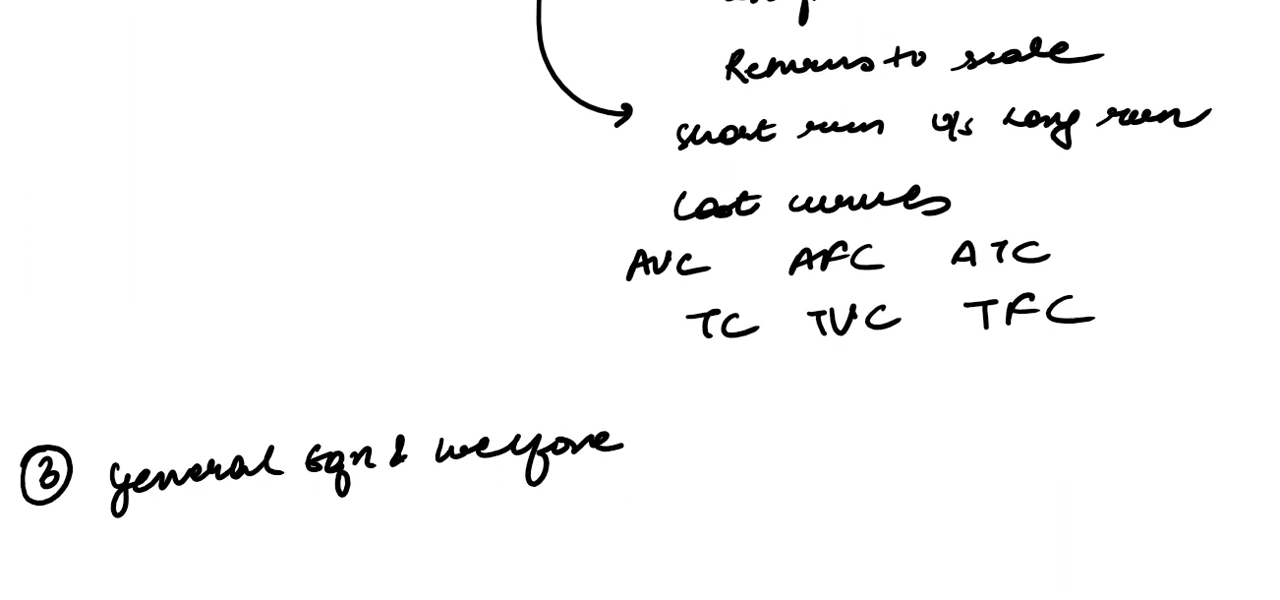 Returns to scale
Short run v/s Long run
Cost curves
AVC AFC ATC
TC TVC TFC
③ General Eqn & welfare